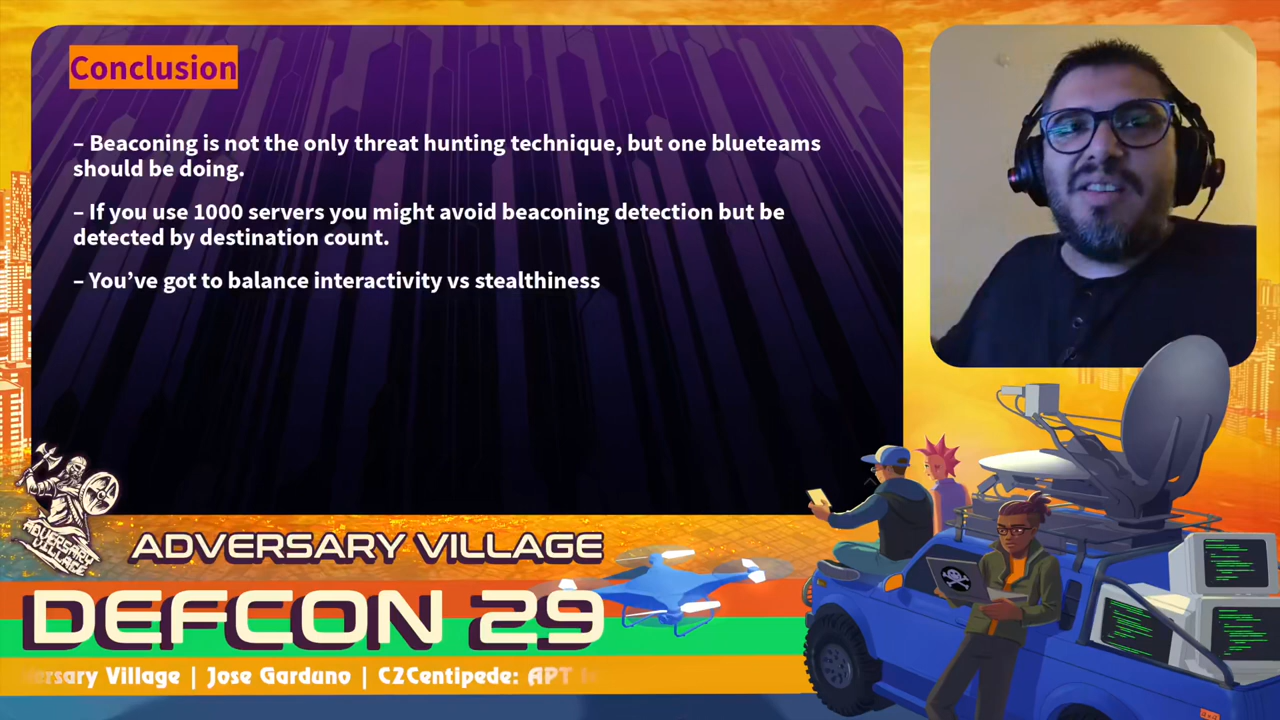 Conclusion
– Beaconing is not the only threat hunting technique, but one blueteams
should be doing.
– If you use 1000 servers you might avoid beaconing detection but be
detected by destination count.
– You’ve got to balance interactivity vs stealthiness
ADVERSARY
VILLAGE
ADVERSARY VILLAGE
DEFCON 29
Village | Jose Garduno | C2Centipede: APT